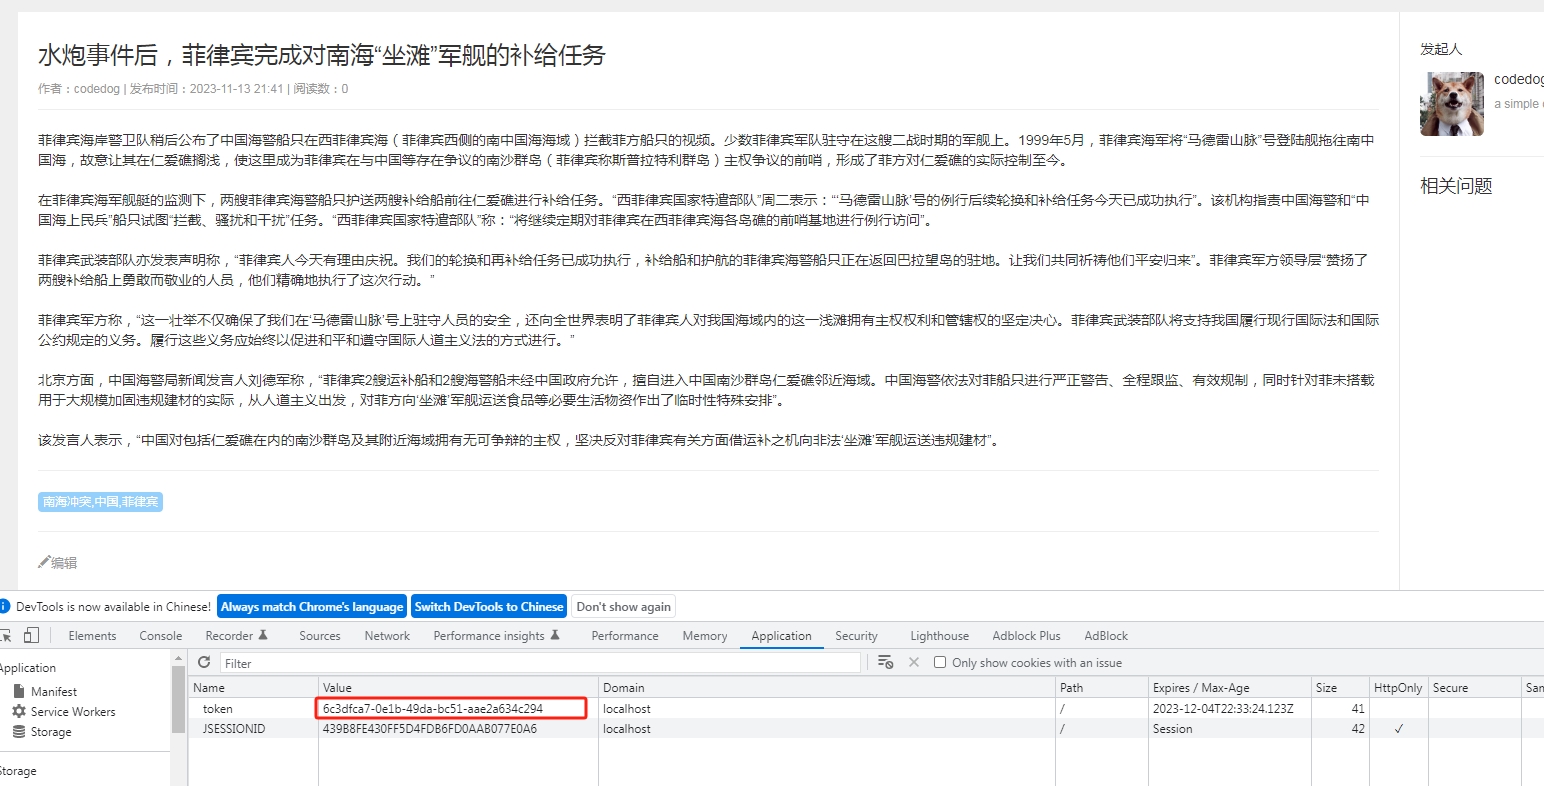 水炮事件后，菲律宾完成对南海“坐滩”军舰的补给任务
作者：codedog | 发布时间：2023-11-13 21:41 | 阅读数：0
菲律宾海岸警卫队稍后公布了中国海警船只在西菲律宾海（菲律宾西侧的南中国海海域）拦截菲方船只的视频。少数菲律宾军队驻守在这艘二战时期的军舰上。1999年5月，菲律宾海军将“马德雷山脉”号登陆舰拖往南中
国海，故意让其在仁爱礁搁浅，使这里成为菲律宾在与中国等存在争议的南沙群岛（菲律宾称斯普拉特利群岛）主权争议的前哨，形成了菲方对仁爱礁的实际控制至今。
在菲律宾海军舰艇的监测下，两艘菲律宾海警船只护送两艘补给船前往仁爱礁进行补给任务。“西菲律宾国家特遣部队”周二表示：“‘马德雷山脉’号的例行后续轮换和补给任务今天已成功执行”。该机构指责中国海警和“中
国海上民兵”船只试图“拦截、骚扰和干扰”任务。“西菲律宾国家特遣部队”称：“将继续定期对菲律宾在西菲律宾海各岛礁的前哨基地进行例行访问”。
菲律宾武装部队亦发表声明称，“菲律宾人今天有理由庆祝。我们的轮换和再补给任务已成功执行，补给船和护航的菲律宾海警船只正在返回巴拉望岛的驻地。让我们共同祈祷他们平安归来”。菲律宾军方领导层“赞扬了
两艘补给船上勇敢而敬业的人员，他们精确地执行了这次行动。”
菲律宾军方称，“这一壮举不仅确保了我们在‘马德雷山脉’号上驻守人员的安全，还向全世界表明了菲律宾人对我国海域内的这一浅滩拥有主权权利和管辖权的坚定决心。菲律宾武装部队将支持我国履行现行国际法和国际
公约规定的义务。履行这些义务应始终以促进和平和遵守国际人道主义法的方式进行。”
北京方面，中国海警局新闻发言人刘德军称，“菲律宾2艘运补船和2艘海警船未经中国政府允许，擅自进入中国南沙群岛仁爱礁邻近海域。中国海警依法对菲船只进行严正警告、全程跟监、有效规制，同时针对菲未搭载
用于大规模加固违规建材的实际，从人道主义出发，对菲方向‘坐滩’军舰运送食品等必要生活物资作出了临时性特殊安排”。
该发言人表示，“中国对包括仁爱礁在内的南沙群岛及其附近海域拥有无可争辩的主权，坚决反对菲律宾有关方面借运补之机向非法‘坐滩’军舰运送违规建材”。
南海冲突,中国,菲律宾
编辑
发起人
codedog
a simple
相关问题
DevTools is now available in Chinese! Always match Chrome's language Switch DevTools to Chinese Don't show again
Elements Console Recorder Sources Network Performance insights Performance Memory Application Security Lighthouse Adblock Plus AdBlock
Application
Manifest
Service Workers
Storage
Storage
Filter Only show cookies with an issue
Name Value Domain Path Expires / Max-Age Size HttpOnly Secure Sam
token 6c3dfca7-0e1b-49da-bc51-aae2a634c294 localhost / 2023-12-04T22:33:24.123Z 41
JSESSIONID 439B8FE430FF5D4FDB6FD0AAB077E0A6 localhost / Session 42 ✓